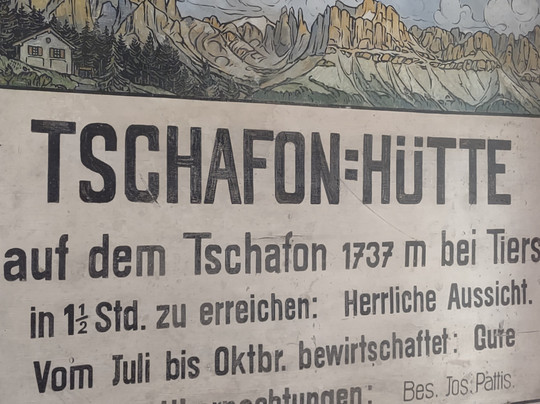 TSCHAFON=HÜTTE
auf dem Tschafon 1737 m bei Tiers
in 1½ Std. zu erreichen: Herrliche Aussicht.
Vom Juli bis Oktbr. bewirtschaftet: Gute
Bes. Jos: Pattis.